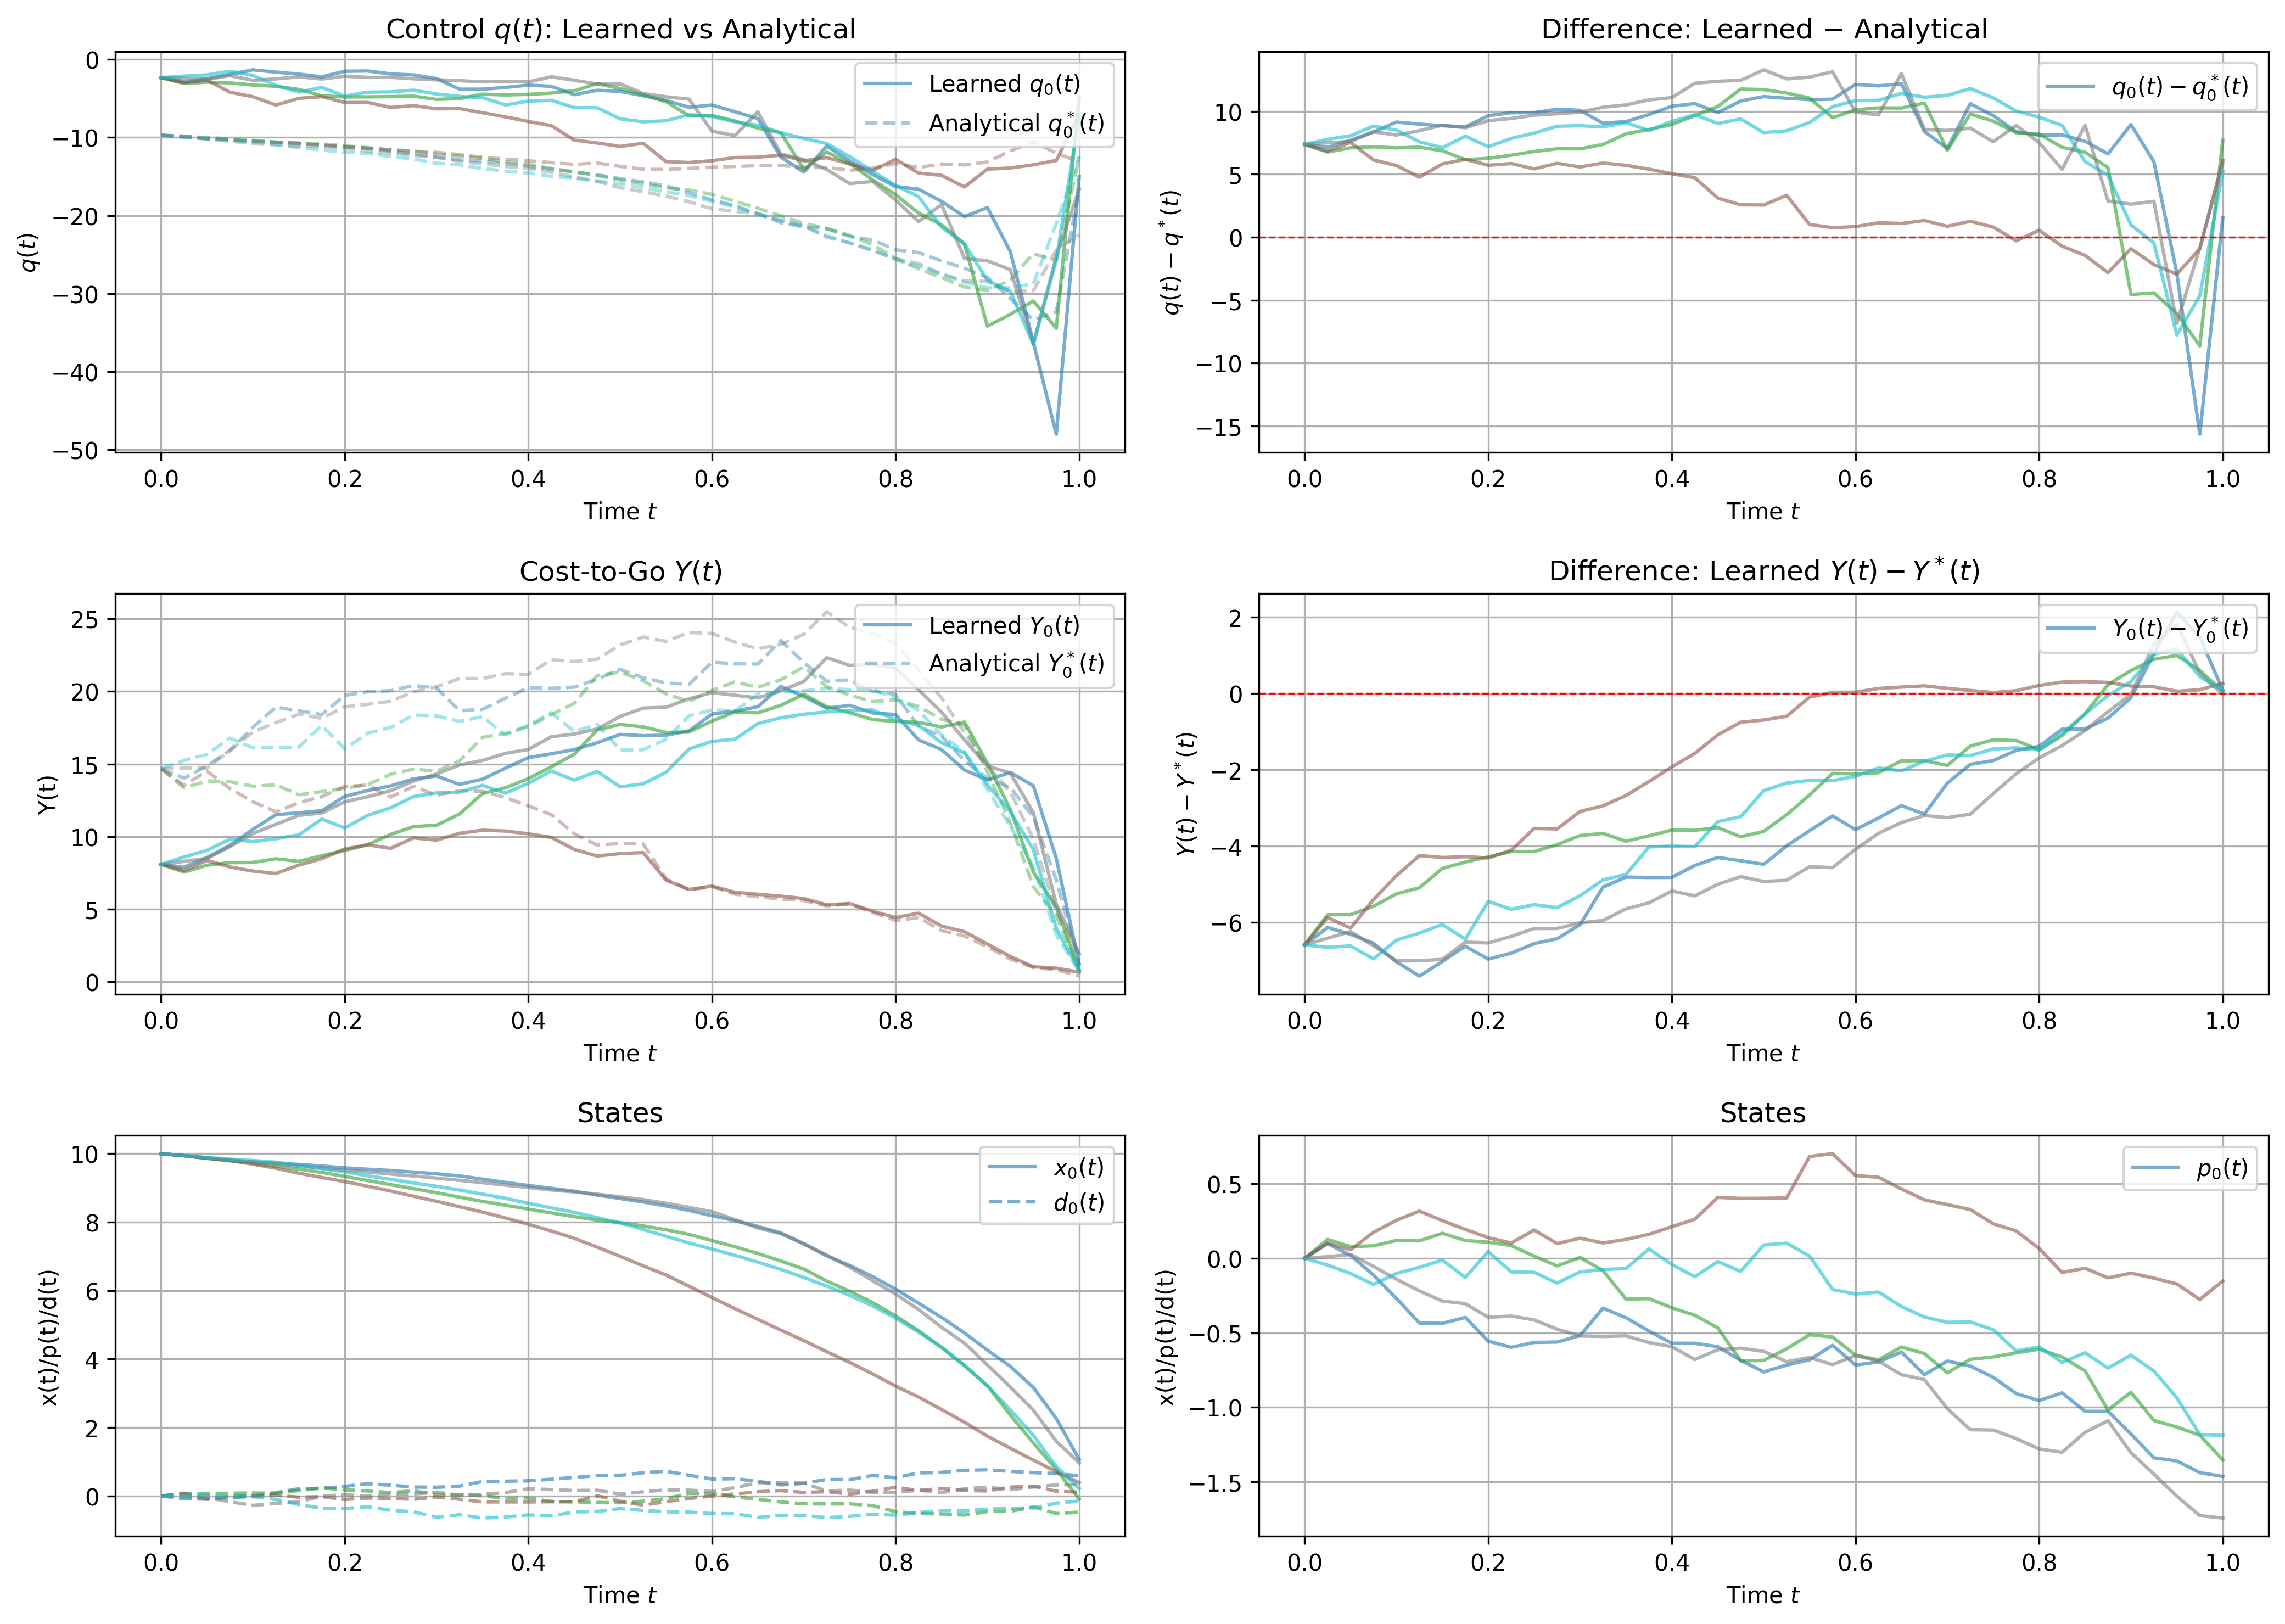 Control q(t): Learned vs Analytical
0
−10
−20
−30
−40
−50
q(t)
Learned q₀(t)
Analytical q₀*(t)
0.0 0.2 0.4 0.6 0.8 1.0
Time t
Difference: Learned − Analytical
10
5
0
−5
−10
−15
q(t) − q*(t)
q₀(t) − q₀*(t)
0.0 0.2 0.4 0.6 0.8 1.0
Time t
Cost-to-Go Y(t)
25
20
15
10
5
0
Y(t)
Learned Y₀(t)
Analytical Y₀*(t)
0.0 0.2 0.4 0.6 0.8 1.0
Time t
Difference: Learned Y(t) − Y*(t)
2
0
−2
−4
−6
Y(t) − Y*(t)
Y₀(t) − Y₀*(t)
0.0 0.2 0.4 0.6 0.8 1.0
Time t
States
10
8
6
4
2
0
x(t)/p(t)/d(t)
x₀(t)
d₀(t)
0.0 0.2 0.4 0.6 0.8 1.0
Time t
States
0.5
0.0
−0.5
−1.0
−1.5
x(t)/p(t)/d(t)
p₀(t)
0.0 0.2 0.4 0.6 0.8 1.0
Time t